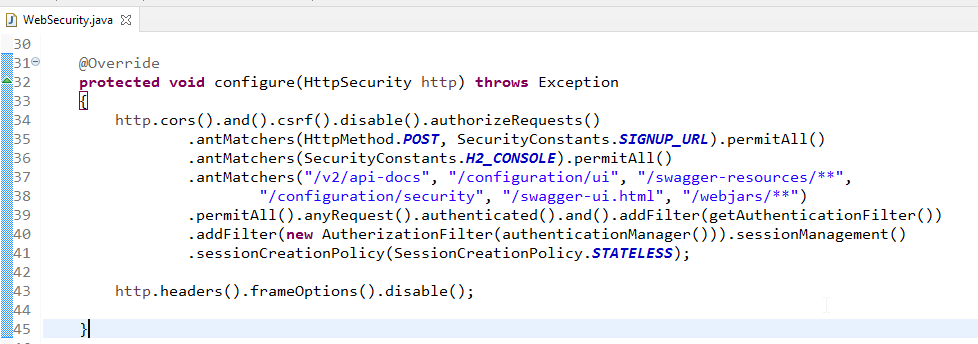 WebSecurity.java
30
31 @Override
32 protected void configure(HttpSecurity http) throws Exception
33 {
34 http.cors().and().csrf().disable().authorizeRequests()
35 .antMatchers(HttpMethod.POST, SecurityConstants.SIGNUP_URL).permitAll()
36 .antMatchers(SecurityConstants.H2_CONSOLE).permitAll()
37 .antMatchers("/v2/api-docs", "/configuration/ui", "/swagger-resources/**",
38 "/configuration/security", "/swagger-ui.html", "/webjars/**")
39 .permitAll().anyRequest().authenticated().and().addFilter(getAuthenticationFilter())
40 .addFilter(new AutherizationFilter(authenticationManager())).sessionManagement()
41 .sessionCreationPolicy(SessionCreationPolicy.STATELESS);
42
43 http.headers().frameOptions().disable();
44
45 }